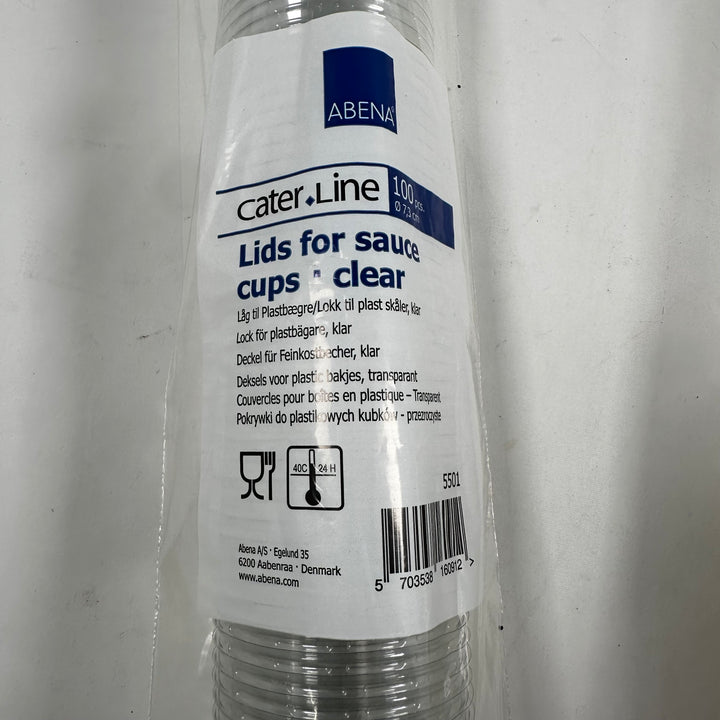 ABENA®
Cater Line
100 pcs.
Ø 7,3 cm
Lids for sauce
cups · clear
Låg til Plastbægre/Lokk til plast skåler, klar
Lock för plastbägare, klar
Deckel für Feinkostbecher, klar
Deksels voor plastic bakjes, transparant
Couvercles pour boîtes en plastique – Transparent
Pokrywki do plastikowych kubków - przezroczyste
40C 24 H
5501
Abena A/S · Egelund 35
6200 Aabenraa · Denmark
www.abena.com
5 703538 160912 >